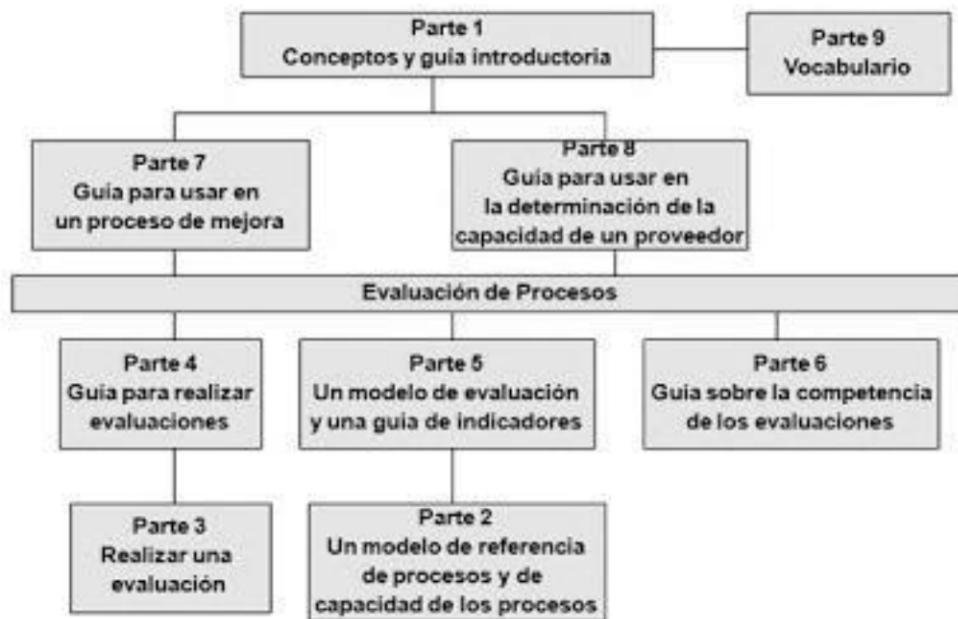 Parte 1
Conceptos y guía introductoria
Parte 9
Vocabulario
Parte 7
Guía para usar en
un proceso de mejora
Parte 8
Guía para usar en
la determinación de la
capacidad de un proveedor
Evaluación de Procesos
Parte 4
Guía para realizar
evaluaciones
Parte 5
Un modelo de evaluación
y una guía de indicadores
Parte 6
Guía sobre la competencia
de los evaluaciones
Parte 3
Realizar una
evaluación
Parte 2
Un modelo de referencia
de procesos y de
capacidad de los procesos